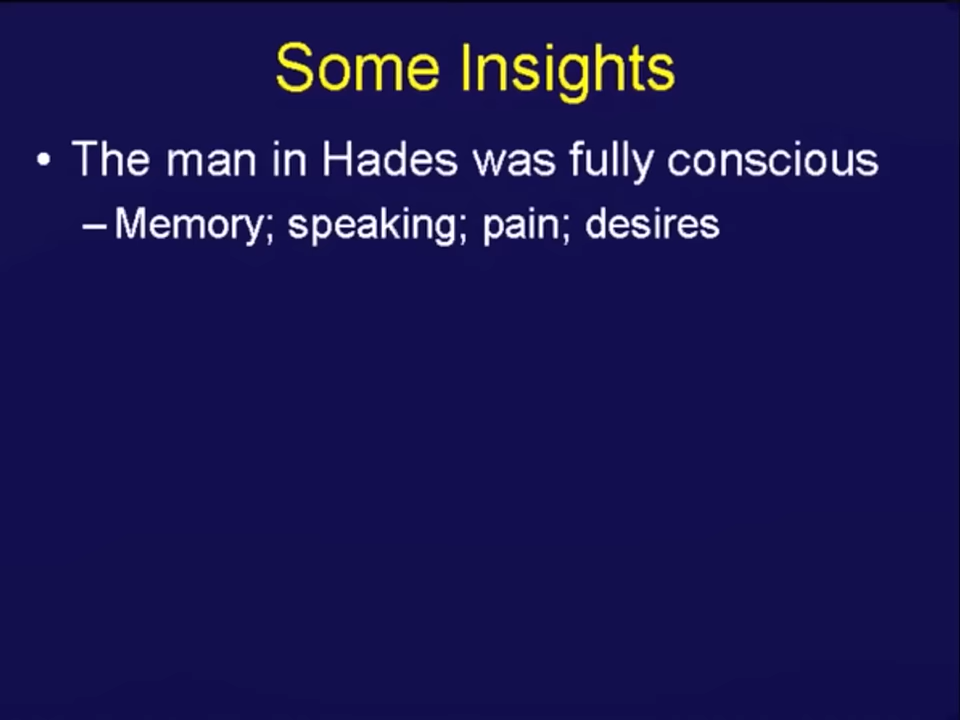 Some Insights
• The man in Hades was fully conscious
– Memory; speaking; pain; desires